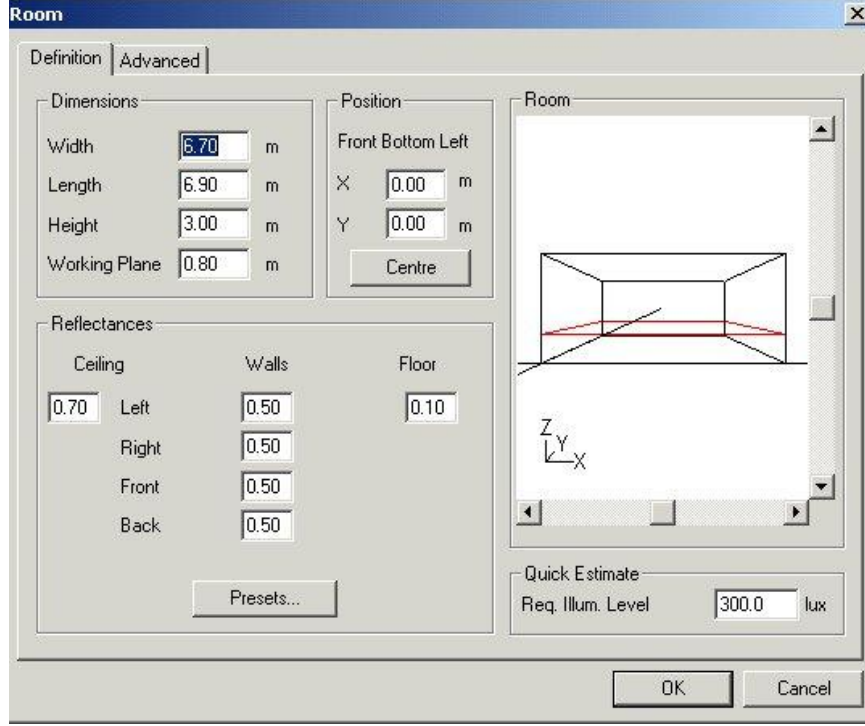 Room
Definition Advanced
Dimensions
Width 6.70 m
Length 6.90 m
Height 3.00 m
Working Plane 0.80 m
Position
Front Bottom Left
X 0.00 m
Y 0.00 m
Centre
Reflectances
Ceiling Walls Floor
0.70 Left 0.50 0.10
Right 0.50
Front 0.50
Back 0.50
Presets...
Room
Z
Y
X
Quick Estimate
Req. Illum. Level 300.0 lux
OK Cancel